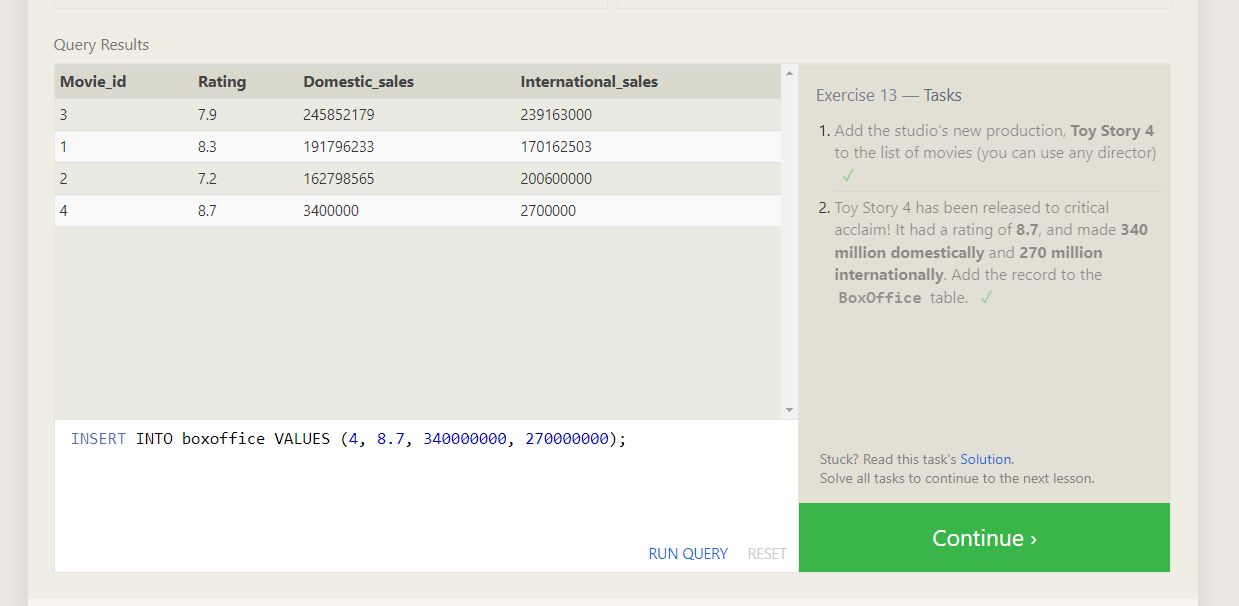 Query Results
Movie_id Rating Domestic_sales International_sales
3 7.9 245852179 239163000
1 8.3 191796233 170162503
2 7.2 162798565 200600000
4 8.7 3400000 2700000
INSERT INTO boxoffice VALUES (4, 8.7, 340000000, 270000000);
RUN QUERY RESET
Exercise 13 — Tasks
1. Add the studio's new production, Toy Story 4
to the list of movies (you can use any director)
✓
2. Toy Story 4 has been released to critical
acclaim! It had a rating of 8.7, and made 340
million domestically and 270 million
internationally. Add the record to the
BoxOffice table. ✓
Stuck? Read this task's Solution.
Solve all tasks to continue to the next lesson.
Continue ›